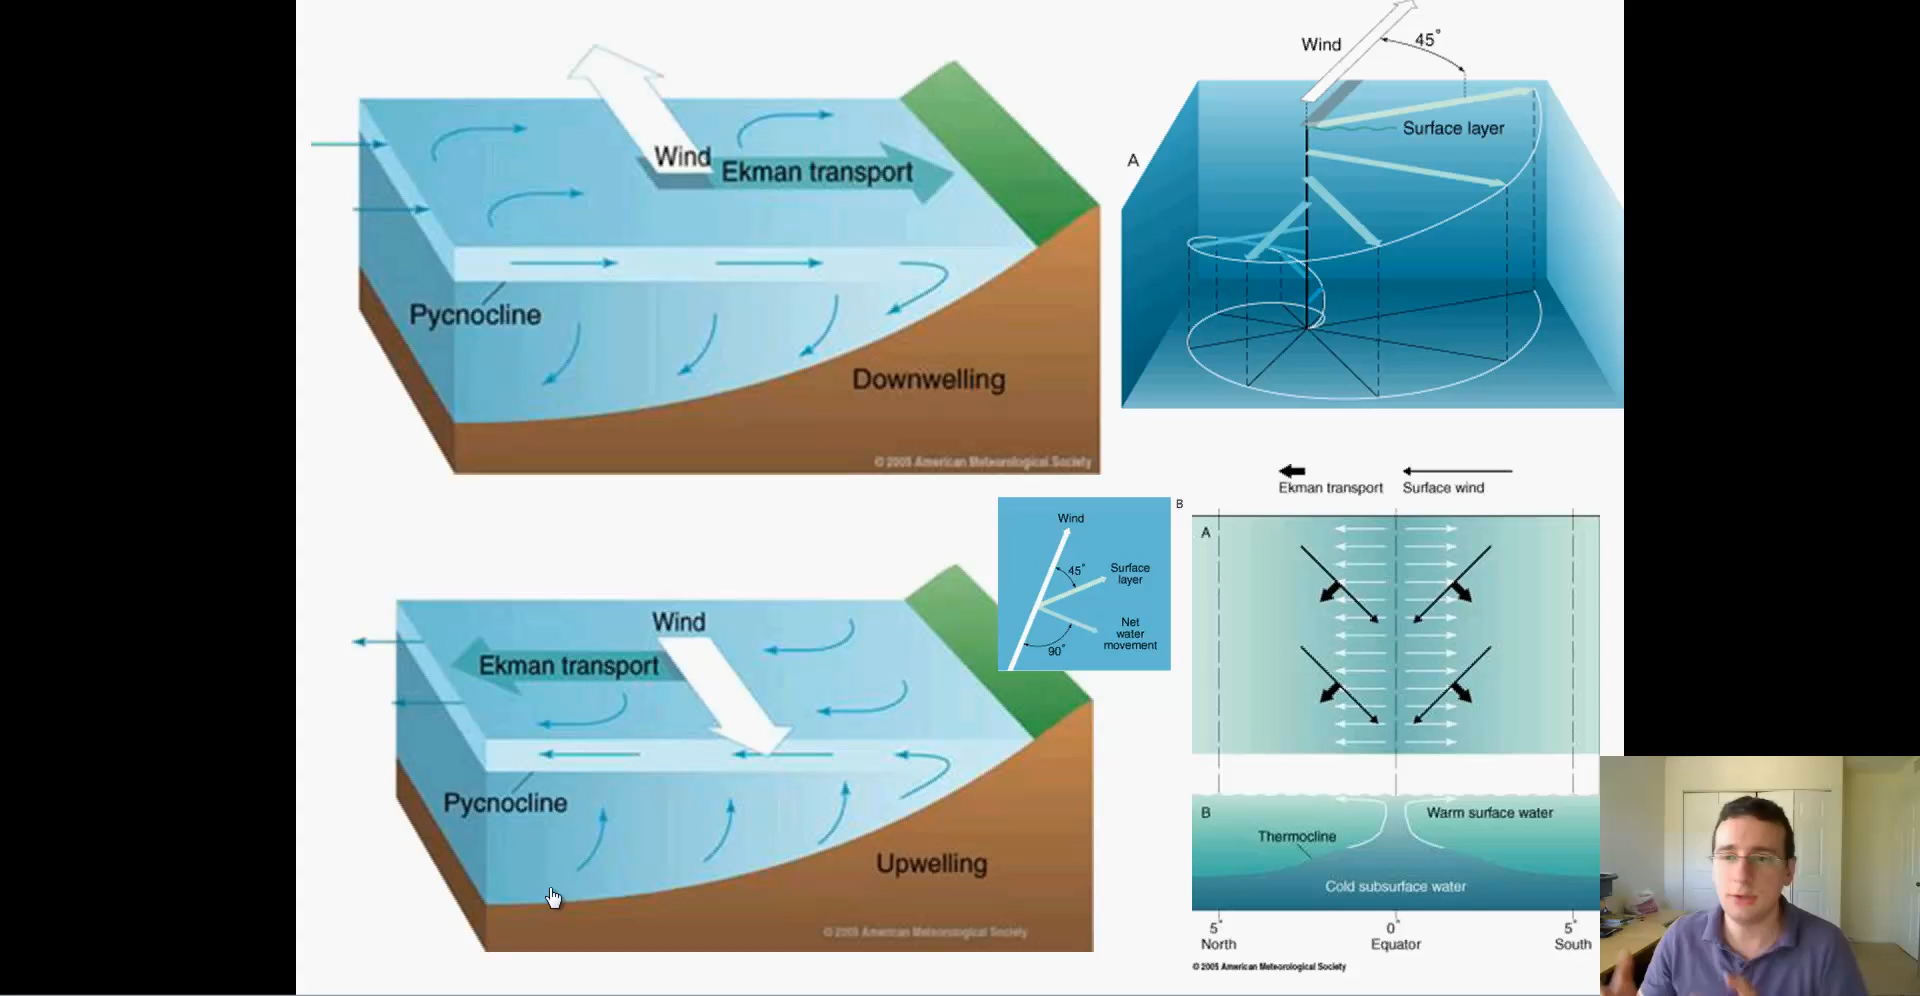 Wind
Ekman transport
Pycnocline
Downwelling
© 2005 American Meteorological Society
Wind
45°
Surface layer
A
Wind
Ekman transport
Pycnocline
Upwelling
© 2005 American Meteorological Society
Wind
45°
Surface
layer
Net
water
movement
90°
B
Ekman transport
Surface wind
A
B
Warm surface water
Thermocline
Cold subsurface water
5°
North
0°
Equator
5°
South
© 2005 American Meteorological Society